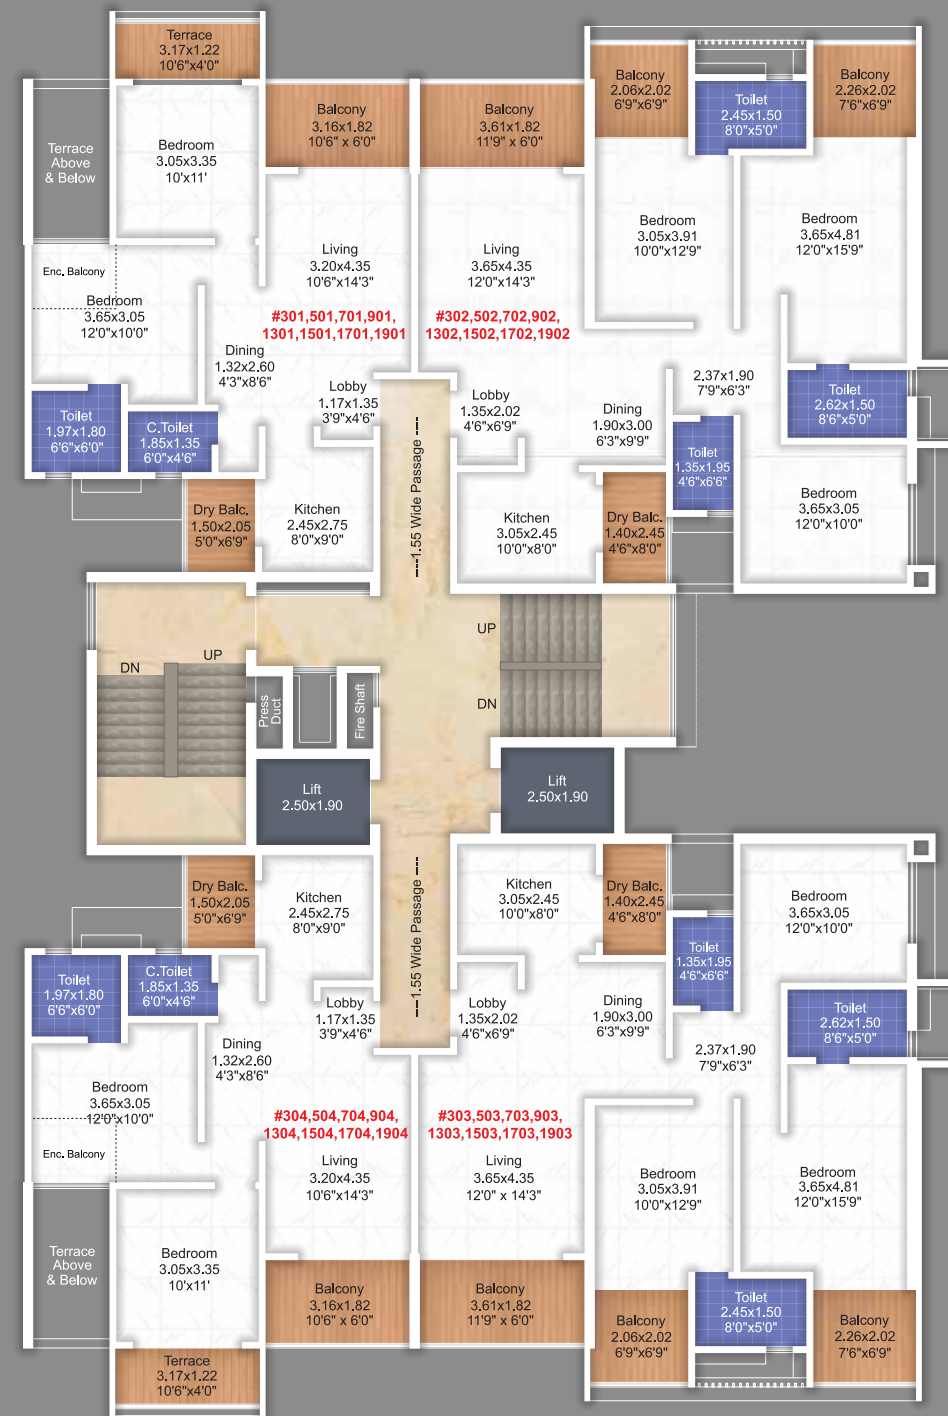 Terrace
3.17x1.22
10'6"x4'0"
Balcony
2.06x2.02
6'9"x6'9"
Toilet
2.45x1.50
8'0"x5'0"
Balcony
2.26x2.02
7'6"x6'9"
Balcony
3.16x1.82
10'6" x 6'0"
Balcony
3.61x1.82
11'9" x 6'0"
Terrace
Above
& Below
Bedroom
3.05x3.35
10'x11'
Bedroom
3.05x3.91
10'0"x12'9"
Bedroom
3.65x4.81
12'0"x15'9"
Living
3.20x4.35
10'6"x14'3"
Living
3.65x4.35
12'0"x14'3"
Enc. Balcony
Bedroom
3.65x3.05
12'0"x10'0"
#301,501,701,901,
1301,1501,1701,1901
#302,502,702,902,
1302,1502,1702,1902
Dining
1.32x2.60
4'3"x8'6"
Lobby
1.17x1.35
3'9"x4'6"
Lobby
1.35x2.02
4'6"x6'9"
Dining
1.90x3.00
6'3"x9'9"
2.37x1.90
7'9"x6'3"
Toilet
2.62x1.50
8'6"x5'0"
Toilet
1.97x1.80
6'6"x6'0"
C.Toilet
1.85x1.35
6'0"x4'6"
Toilet
1.35x1.95
4'6"x6'6"
Bedroom
3.65x3.05
12'0"x10'0"
Dry Balc.
1.50x2.05
5'0"x6'9"
Kitchen
2.45x2.75
8'0"x9'0"
---1.55 Wide Passage ---
Kitchen
3.05x2.45
10'0"x8'0"
Dry Balc.
1.40x2.45
4'6"x8'0"
UP
DN
UP
DN
Press
Duct
Fire Shaft
Lift
2.50x1.90
Lift
2.50x1.90
Dry Balc.
1.50x2.05
5'0"x6'9"
Kitchen
2.45x2.75
8'0"x9'0"
---1.55 Wide Passage ---
Kitchen
3.05x2.45
10'0"x8'0"
Dry Balc.
1.40x2.45
4'6"x8'0"
Bedroom
3.65x3.05
12'0"x10'0"
Toilet
1.97x1.80
6'6"x6'0"
C.Toilet
1.85x1.35
6'0"x4'6"
Toilet
1.35x1.95
4'6"x6'6"
Lobby
1.17x1.35
3'9"x4'6"
Lobby
1.35x2.02
4'6"x6'9"
Dining
1.90x3.00
6'3"x9'9"
Toilet
2.62x1.50
8'6"x5'0"
Dining
1.32x2.60
4'3"x8'6"
2.37x1.90
7'9"x6'3"
Bedroom
3.65x3.05
12'0"x10'0"
Enc. Balcony
#304,504,704,904,
1304,1504,1704,1904
#303,503,703,903,
1303,1503,1703,1903
Living
3.20x4.35
10'6"x14'3"
Living
3.65x4.35
12'0" x 14'3"
Bedroom
3.05x3.91
10'0"x12'9"
Bedroom
3.65x4.81
12'0"x15'9"
Terrace
Above
& Below
Bedroom
3.05x3.35
10'x11'
Balcony
3.16x1.82
10'6" x 6'0"
Balcony
3.61x1.82
11'9" x 6'0"
Balcony
2.06x2.02
6'9"x6'9"
Toilet
2.45x1.50
8'0"x5'0"
Balcony
2.26x2.02
7'6"x6'9"
Terrace
3.17x1.22
10'6"x4'0"